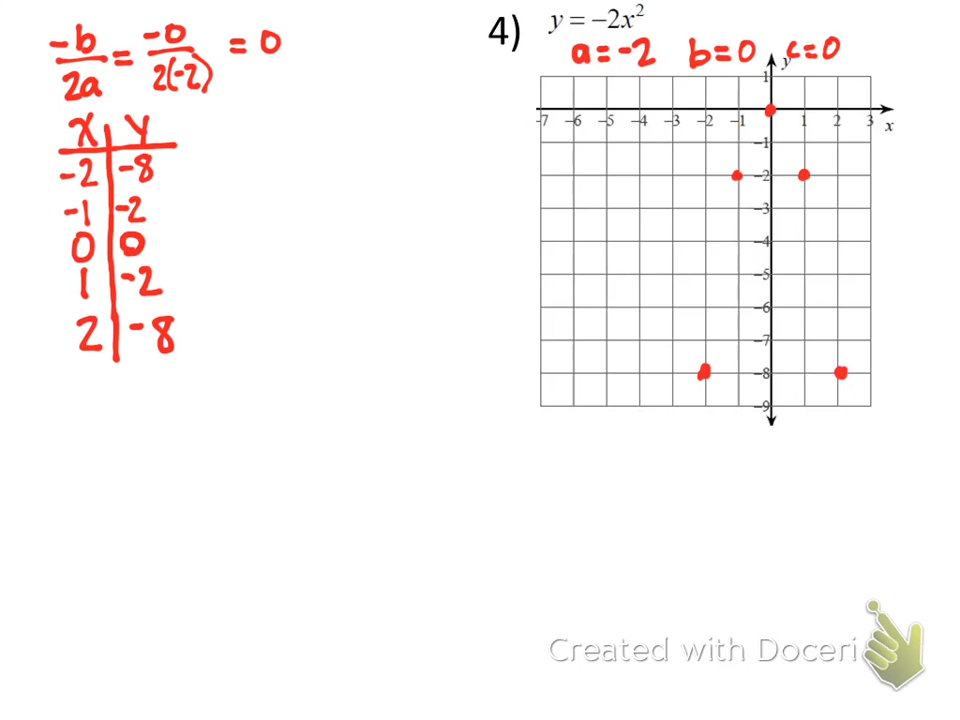 -b/2a = -0/2(-2) = 0
x | y
-2 | -8
-1 | -2
0 | 0
1 | -2
2 | -8
4) y = −2x²
a=-2 b=0 c=0
y
1
−7 −6 −5 −4 −3 −2 −1 1 2 3 x
−1
−2
−3
−4
−5
−6
−7
−8
−9
Created with Doceri